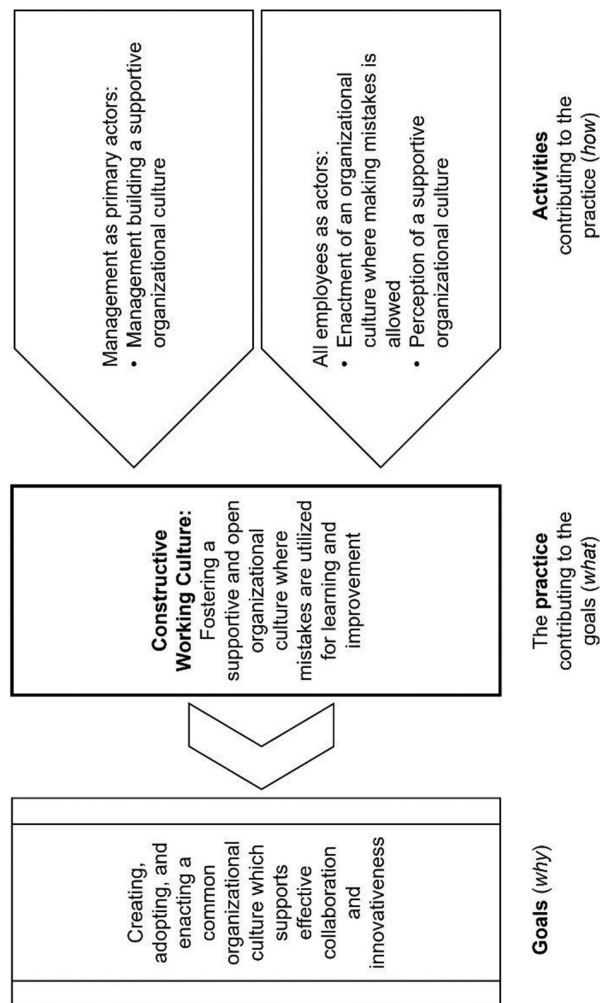 Management as primary actors:
• Management building a supportive
organizational culture
All employees as actors:
• Enactment of an organizational
culture where making mistakes is
allowed
• Perception of a supportive
organizational culture
Activities
contributing to the
practice (how)
Constructive
Working Culture:
Fostering a
supportive and open
organizational
culture where
mistakes are utilized
for learning and
improvement
The practice
contributing to the
goals (what)
Creating,
adopting, and
enacting a
common
organizational
culture which
supports
effective
collaboration
and
innovativeness
Goals (why)